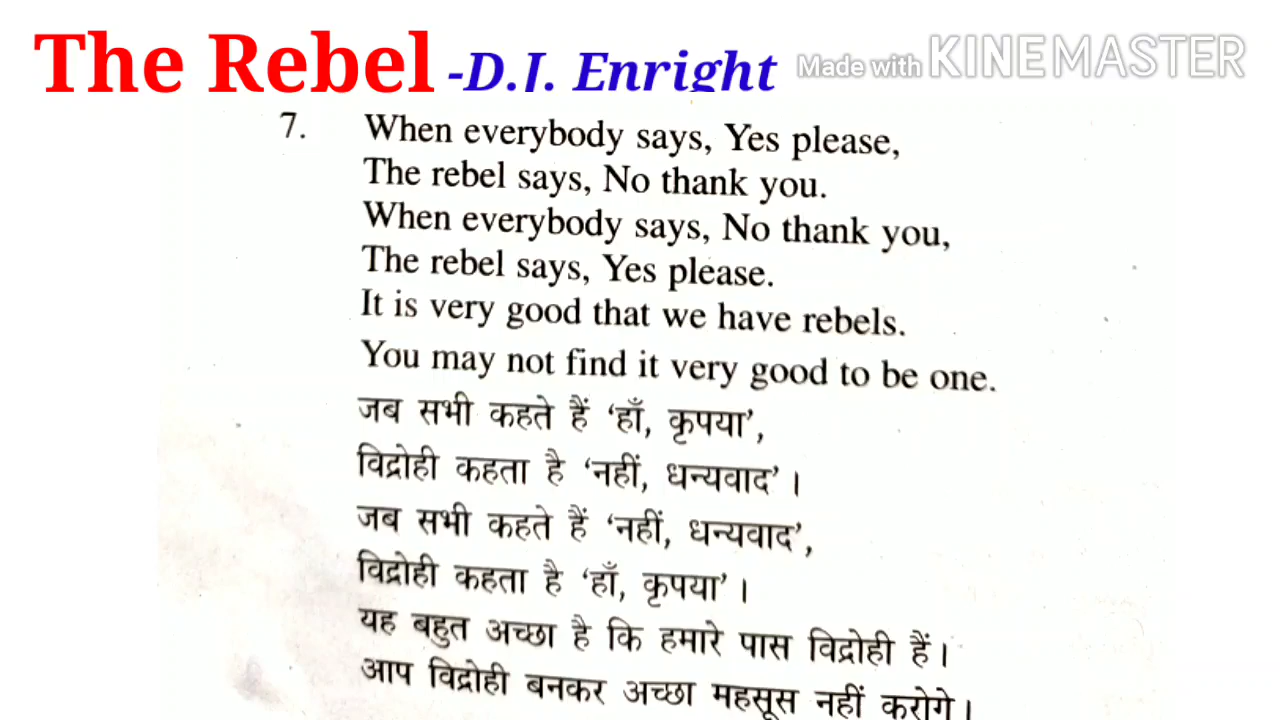 The Rebel -D.J. Enright Made with KINEMASTER
7. When everybody says, Yes please,
The rebel says, No thank you.
When everybody says, No thank you,
The rebel says, Yes please.
It is very good that we have rebels.
You may not find it very good to be one.
जब सभी कहते हैं ‘हाँ, कृपया’,
विद्रोही कहता है ‘नहीं, धन्यवाद’ ।
जब सभी कहते हैं ‘नहीं, धन्यवाद’,
विद्रोही कहता है ‘हाँ, कृपया’ ।
यह बहुत अच्छा है कि हमारे पास विद्रोही हैं।
आप विद्रोही बनकर अच्छा महसूस नहीं करोगे।